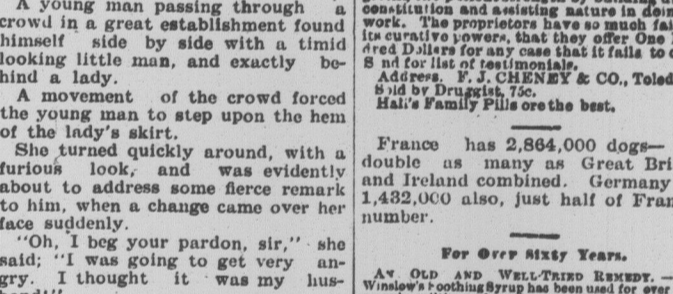 A young man passing through a
crowd in a great establishment found
himself side by side with a timid
looking little man, and exactly be-
hind a lady.
A movement of the crowd forced
the young man to step upon the hem
of the lady's skirt.
She turned quickly around, with a
furious look, and was evidently
about to address some fierce remark
to him, when a change came over her
face suddenly.
"Oh, I beg your pardon, sir," she
said; "I was going to get very an-
gry. I thought it was my hus-
band!"
constitution and assisting nature in doin
work. The proprietors have so much fai
its curative powers, that they offer One
dred Dollars for any case that it fails to c
S nd for list of testimonials.
Address. F. J. CHENEY & CO., Toled
Sold by Druggist, 75c.
Hall's Family Pills are the best.
France has 2,864,000 dogs—
double as many as Great Bri
and Ireland combined. Germany
1,432,000 also, just half of Fran
number.
For Over Sixty Years.
AN OLD AND WELL-TRIED REMEDY. —
Winslow's Soothing Syrup has been used for over